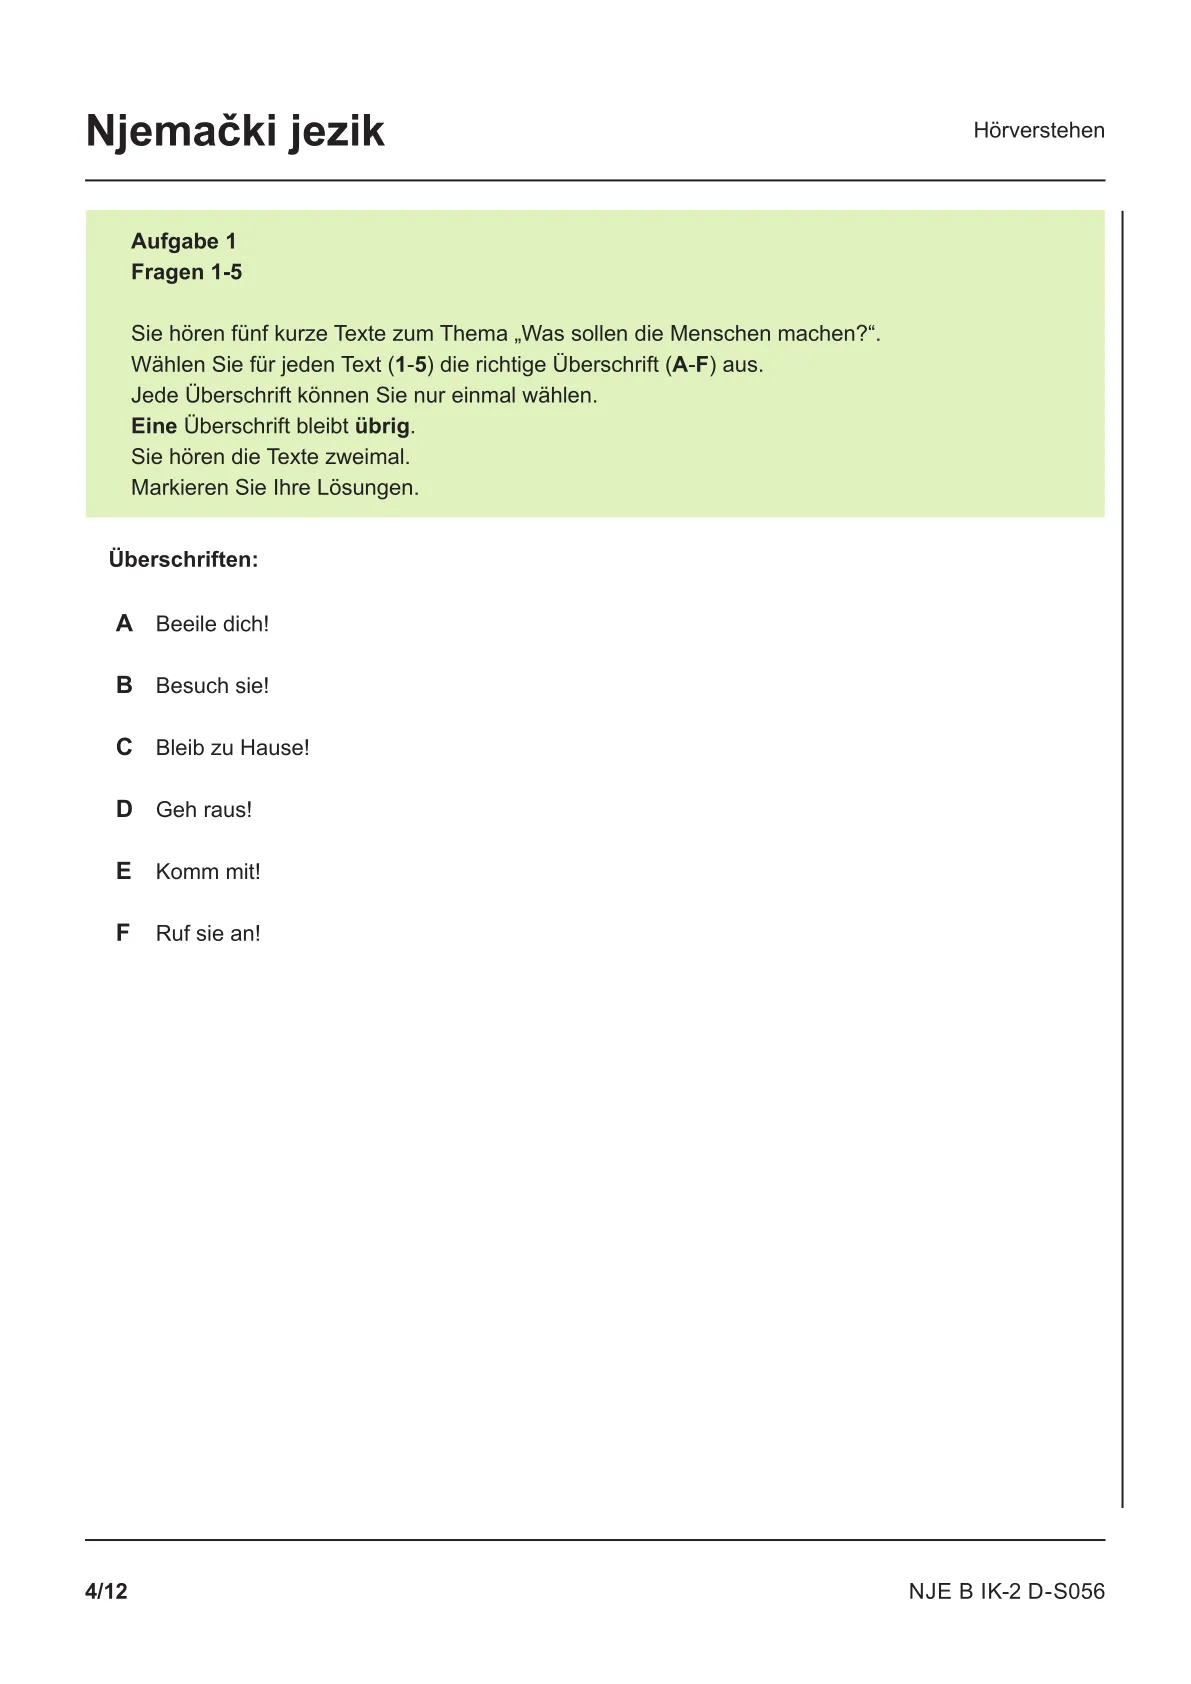 Njemački jezik
Hörverstehen
Aufgabe 1
Fragen 1-5
Sie hören fünf kurze Texte zum Thema „Was sollen die Menschen machen?“.
Wählen Sie für jeden Text (1-5) die richtige Überschrift (A-F) aus.
Jede Überschrift können Sie nur einmal wählen.
Eine Überschrift bleibt übrig.
Sie hören die Texte zweimal.
Markieren Sie Ihre Lösungen.
Überschriften:
A Beeile dich!
B Besuch sie!
C Bleib zu Hause!
D Geh raus!
E Komm mit!
F Ruf sie an!
4/12
NJE B IK-2 D-S056